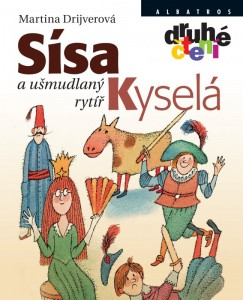 Martina Drijverová
ALBATROS
druhé
čtení
Sísa
a ušmudlaný
rytíř
Kyselá